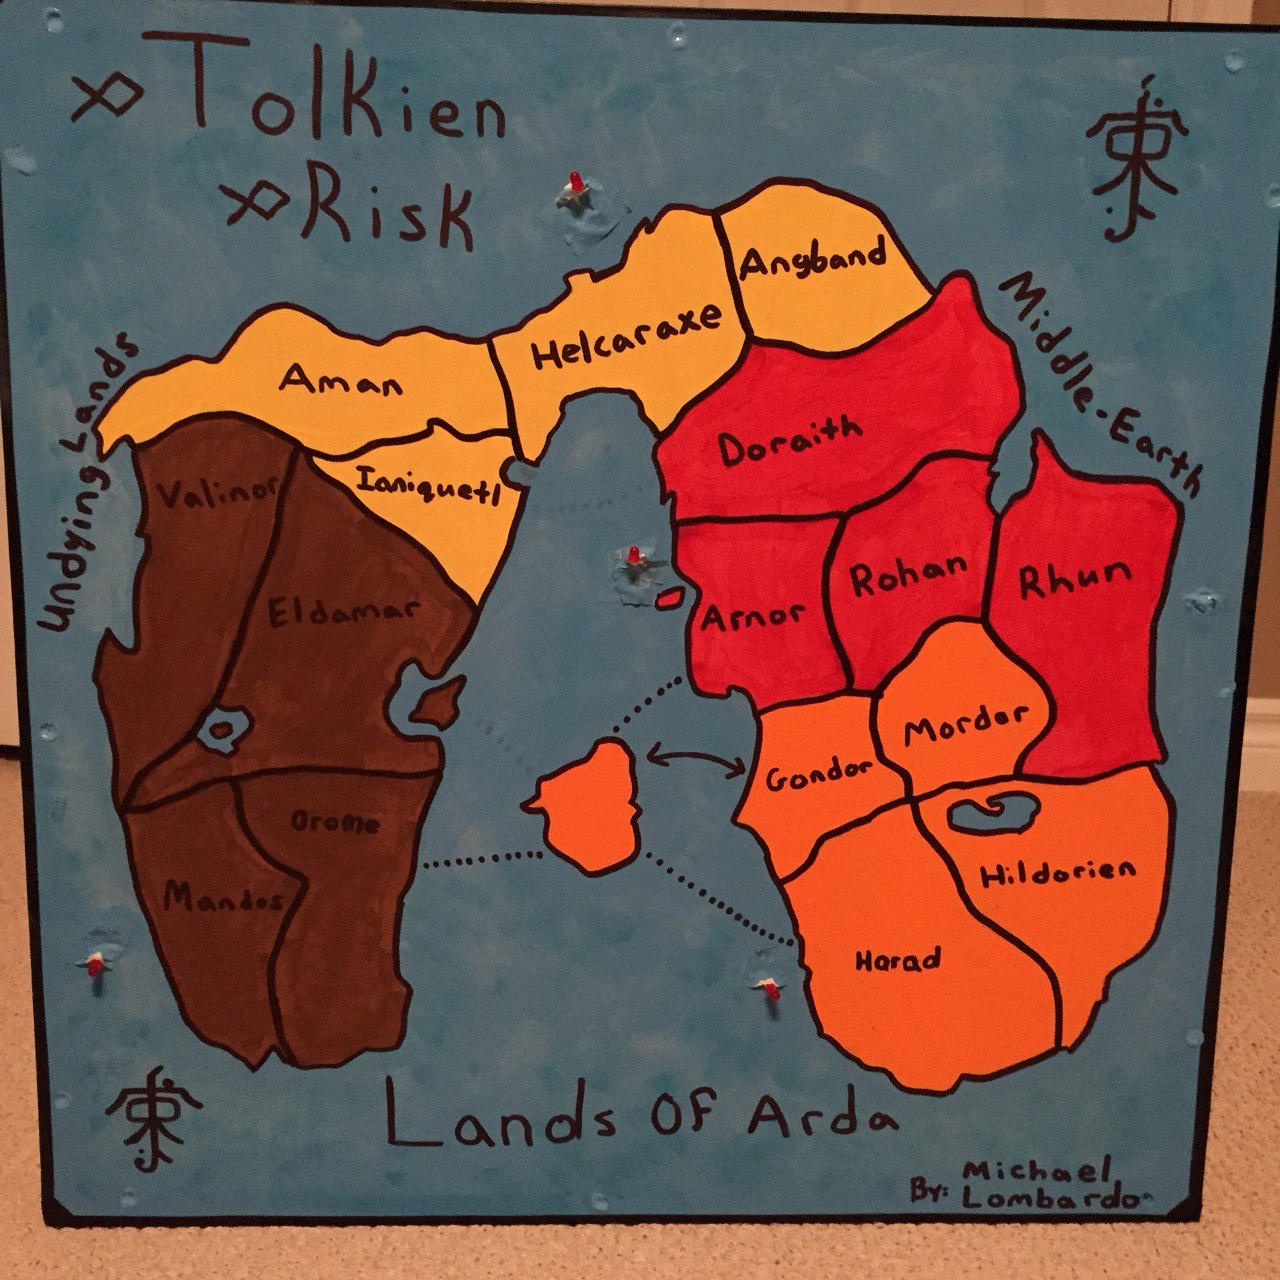 Tolkien
Risk
Undying Lands
Middle-Earth
Angband
Helcaraxe
Aman
Doraith
Ianiquetl
Valinor
Rohan
Rhun
Eldamar
Arnor
Mordor
Gondor
Orome
Hildorien
Mandos
Harad
Lands Of Arda
By: Michael
Lombardo